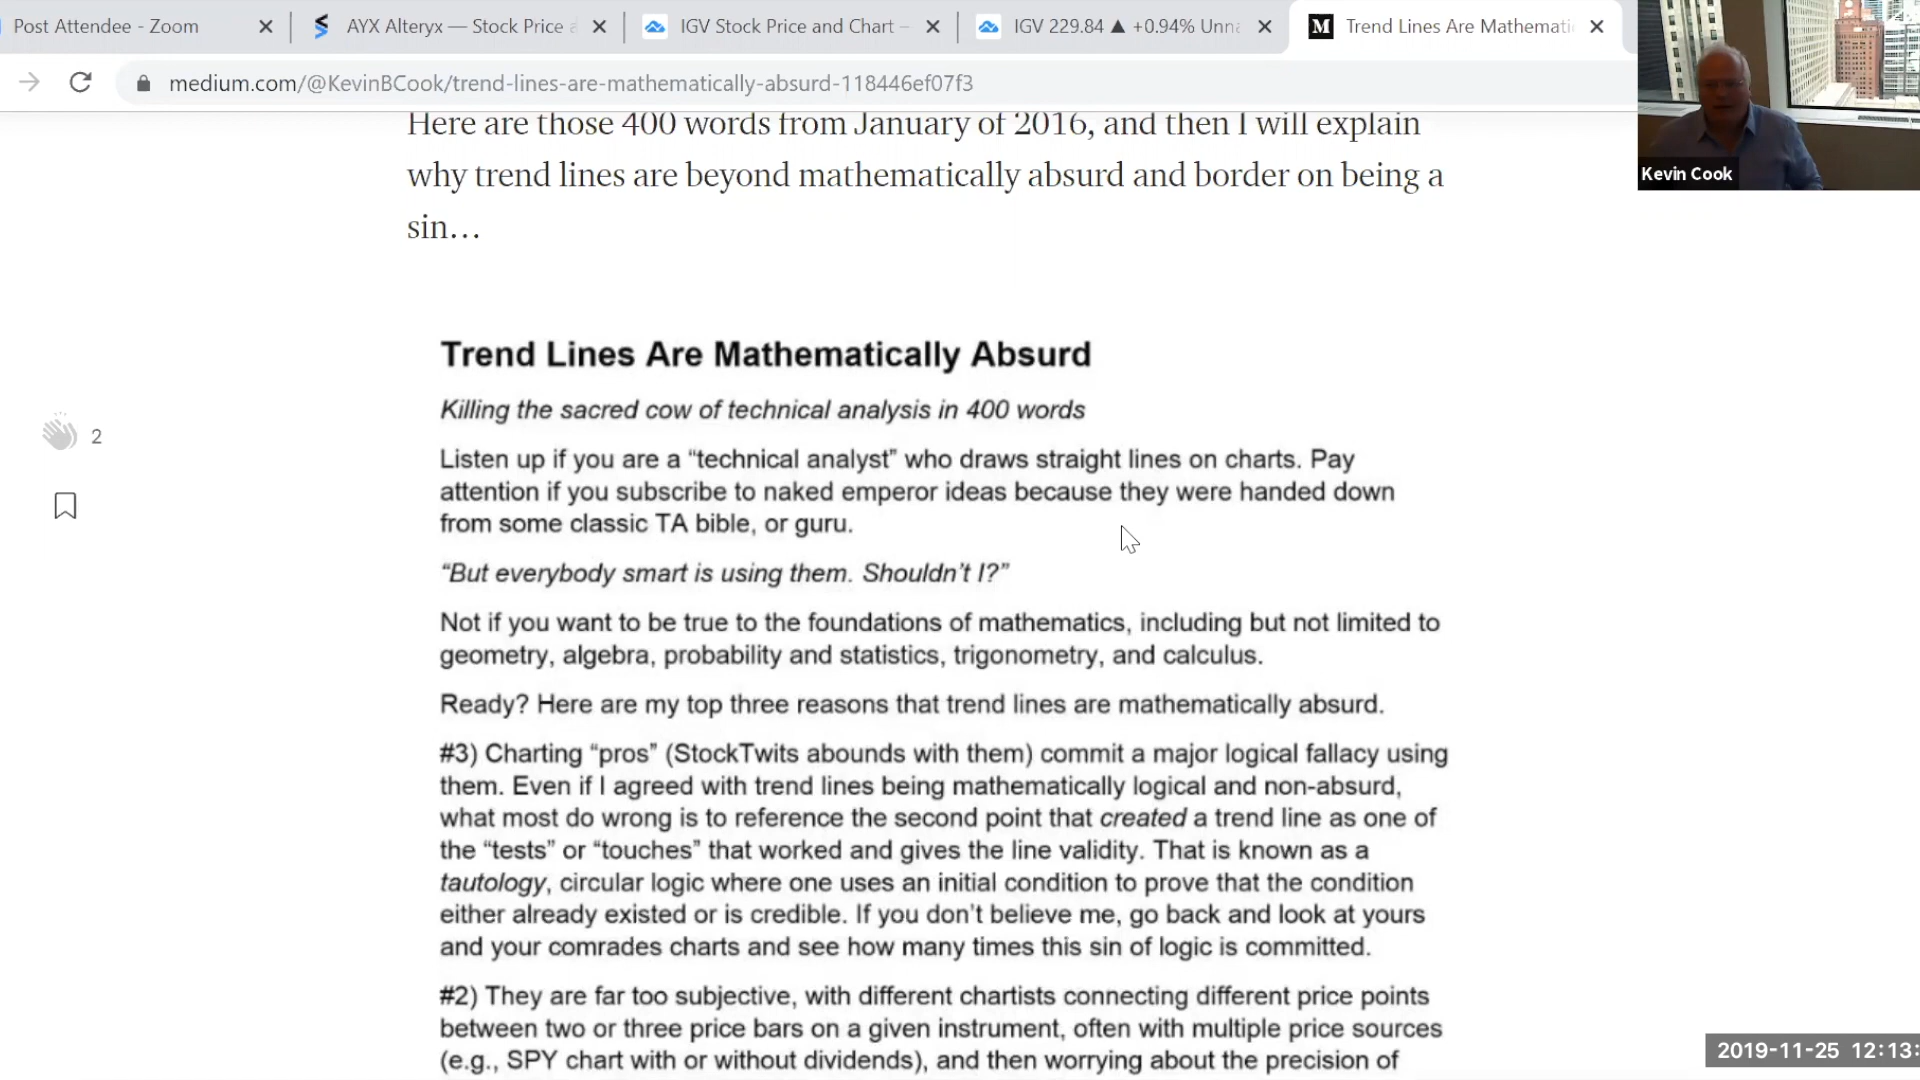 Post Attendee - Zoom
AYX Alteryx — Stock Price a
IGV Stock Price and Chart –
IGV 229.84 ▲ +0.94% Unna
M
Trend Lines Are Mathemati
medium.com/@KevinBCook/trend-lines-are-mathematically-absurd-118446ef07f3
Kevin Cook
Here are those 400 words from January of 2016, and then I will explain
why trend lines are beyond mathematically absurd and border on being a
sin…
Trend Lines Are Mathematically Absurd
Killing the sacred cow of technical analysis in 400 words
2
Listen up if you are a “technical analyst” who draws straight lines on charts. Pay
attention if you subscribe to naked emperor ideas because they were handed down
from some classic TA bible, or guru.
“But everybody smart is using them. Shouldn’t I?”
Not if you want to be true to the foundations of mathematics, including but not limited to
geometry, algebra, probability and statistics, trigonometry, and calculus.
Ready? Here are my top three reasons that trend lines are mathematically absurd.
#3) Charting “pros” (StockTwits abounds with them) commit a major logical fallacy using
them. Even if I agreed with trend lines being mathematically logical and non-absurd,
what most do wrong is to reference the second point that created a trend line as one of
the “tests” or “touches” that worked and gives the line validity. That is known as a
tautology, circular logic where one uses an initial condition to prove that the condition
either already existed or is credible. If you don’t believe me, go back and look at yours
and your comrades charts and see how many times this sin of logic is committed.
#2) They are far too subjective, with different chartists connecting different price points
between two or three price bars on a given instrument, often with multiple price sources
(e.g., SPY chart with or without dividends), and then worrying about the precision of
2019-11-25 12:13: